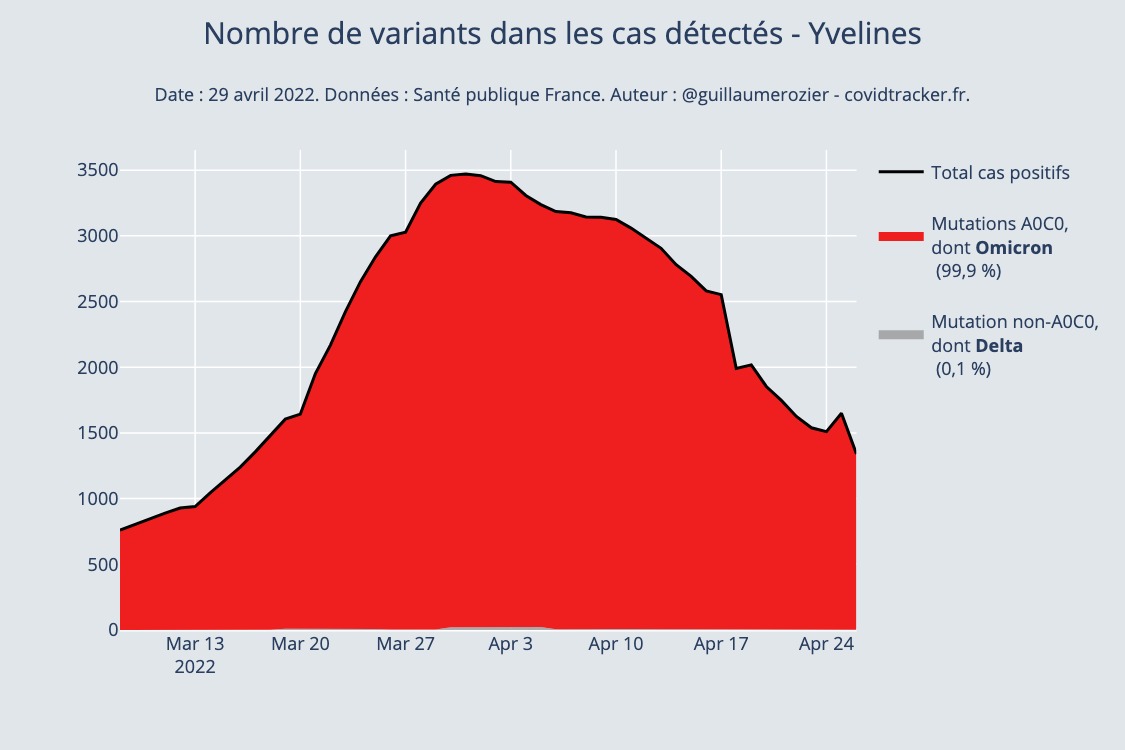 Nombre de variants dans les cas détectés - Yvelines
Date : 29 avril 2022. Données : Santé publique France. Auteur : @guillaumerozier - covidtracker.fr.
3500
3000
2500
2000
1500
1000
500
0
Mar 13
2022
Mar 20
Mar 27
Apr 3
Apr 10
Apr 17
Apr 24
Total cas positifs
Mutations A0C0,
dont Omicron
(99,9 %)
Mutation non-A0C0,
dont Delta
(0,1 %)